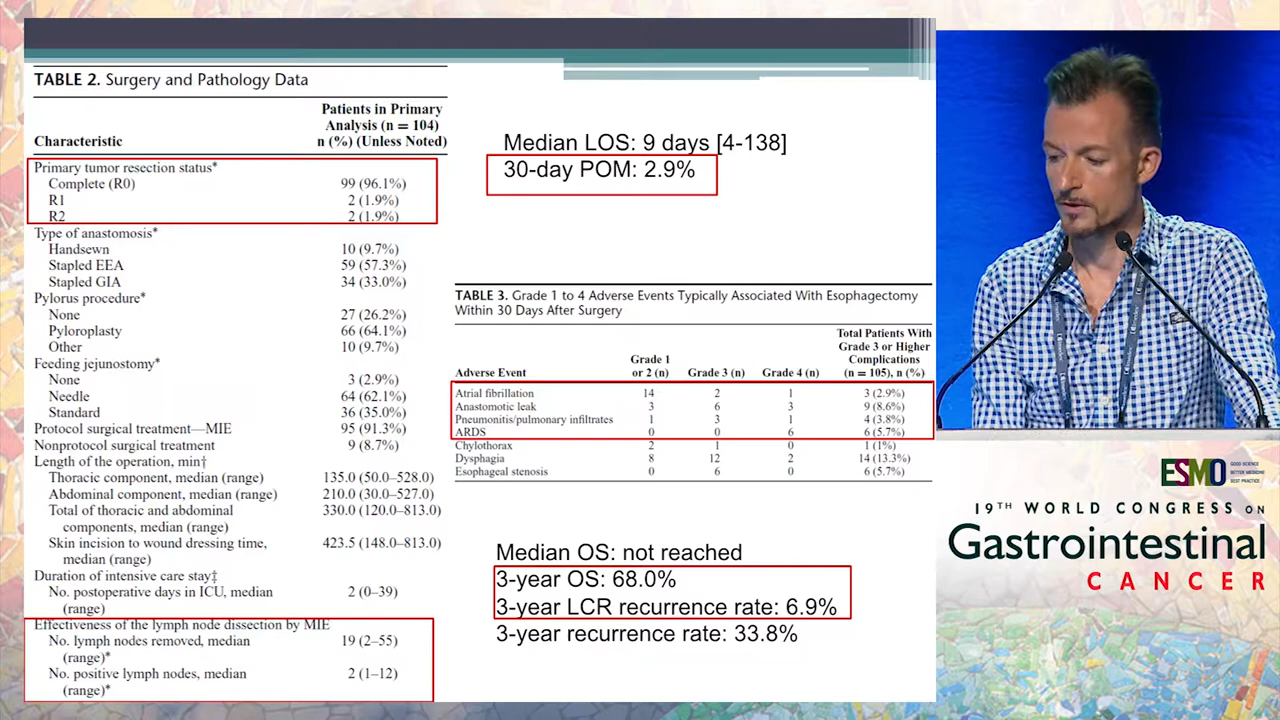 TABLE 2. Surgery and Pathology Data
Patients in Primary
Analysis (n = 104)
Characteristic n (%) (Unless Noted)
Primary tumor resection status*
Complete (R0) 99 (96.1%)
R1 2 (1.9%)
R2 2 (1.9%)
Type of anastomosis*
Handsewn 10 (9.7%)
Stapled EEA 59 (57.3%)
Stapled GIA 34 (33.0%)
Pylorus procedure*
None 27 (26.2%)
Pyloroplasty 66 (64.1%)
Other 10 (9.7%)
Feeding jejunostomy*
None 3 (2.9%)
Needle 64 (62.1%)
Standard 36 (35.0%)
Protocol surgical treatment—MIE 95 (91.3%)
Nonprotocol surgical treatment 9 (8.7%)
Length of the operation, min†
Thoracic component, median (range) 135.0 (50.0–528.0)
Abdominal component, median (range) 210.0 (30.0–527.0)
Total of thoracic and abdominal 330.0 (120.0–813.0)
components, median (range)
Skin incision to wound dressing time, 423.5 (148.0–813.0)
median (range)
Duration of intensive care stay‡
No. postoperative days in ICU, median 2 (0–39)
(range)
Effectiveness of the lymph node dissection by MIE
No. lymph nodes removed, median 19 (2–55)
(range)*
No. positive lymph nodes, median 2 (1–12)
(range)*
Median LOS: 9 days [4-138]
30-day POM: 2.9%
TABLE 3. Grade 1 to 4 Adverse Events Typically Associated With Esophagectomy
Within 30 Days After Surgery
Total Patients With
Grade 3 or Higher
Grade 1 Complications
Adverse Event or 2 (n) Grade 3 (n) Grade 4 (n) (n = 105), n (%)
Atrial fibrillation 14 2 1 3 (2.9%)
Anastomotic leak 3 6 3 9 (8.6%)
Pneumonitis/pulmonary infiltrates 1 3 1 4 (3.8%)
ARDS 0 0 6 6 (5.7%)
Chylothorax 2 1 0 1 (1%)
Dysphagia 8 12 2 14 (13.3%)
Esophageal stenosis 0 6 0 6 (5.7%)
Median OS: not reached
3-year OS: 68.0%
3-year LCR recurrence rate: 6.9%
3-year recurrence rate: 33.8%
ESMO
GOOD SCIENCE
BETTER MEDICINE
BEST PRACTICE
19TH WORLD CONGRESS ON
Gastrointestinal
CANCER